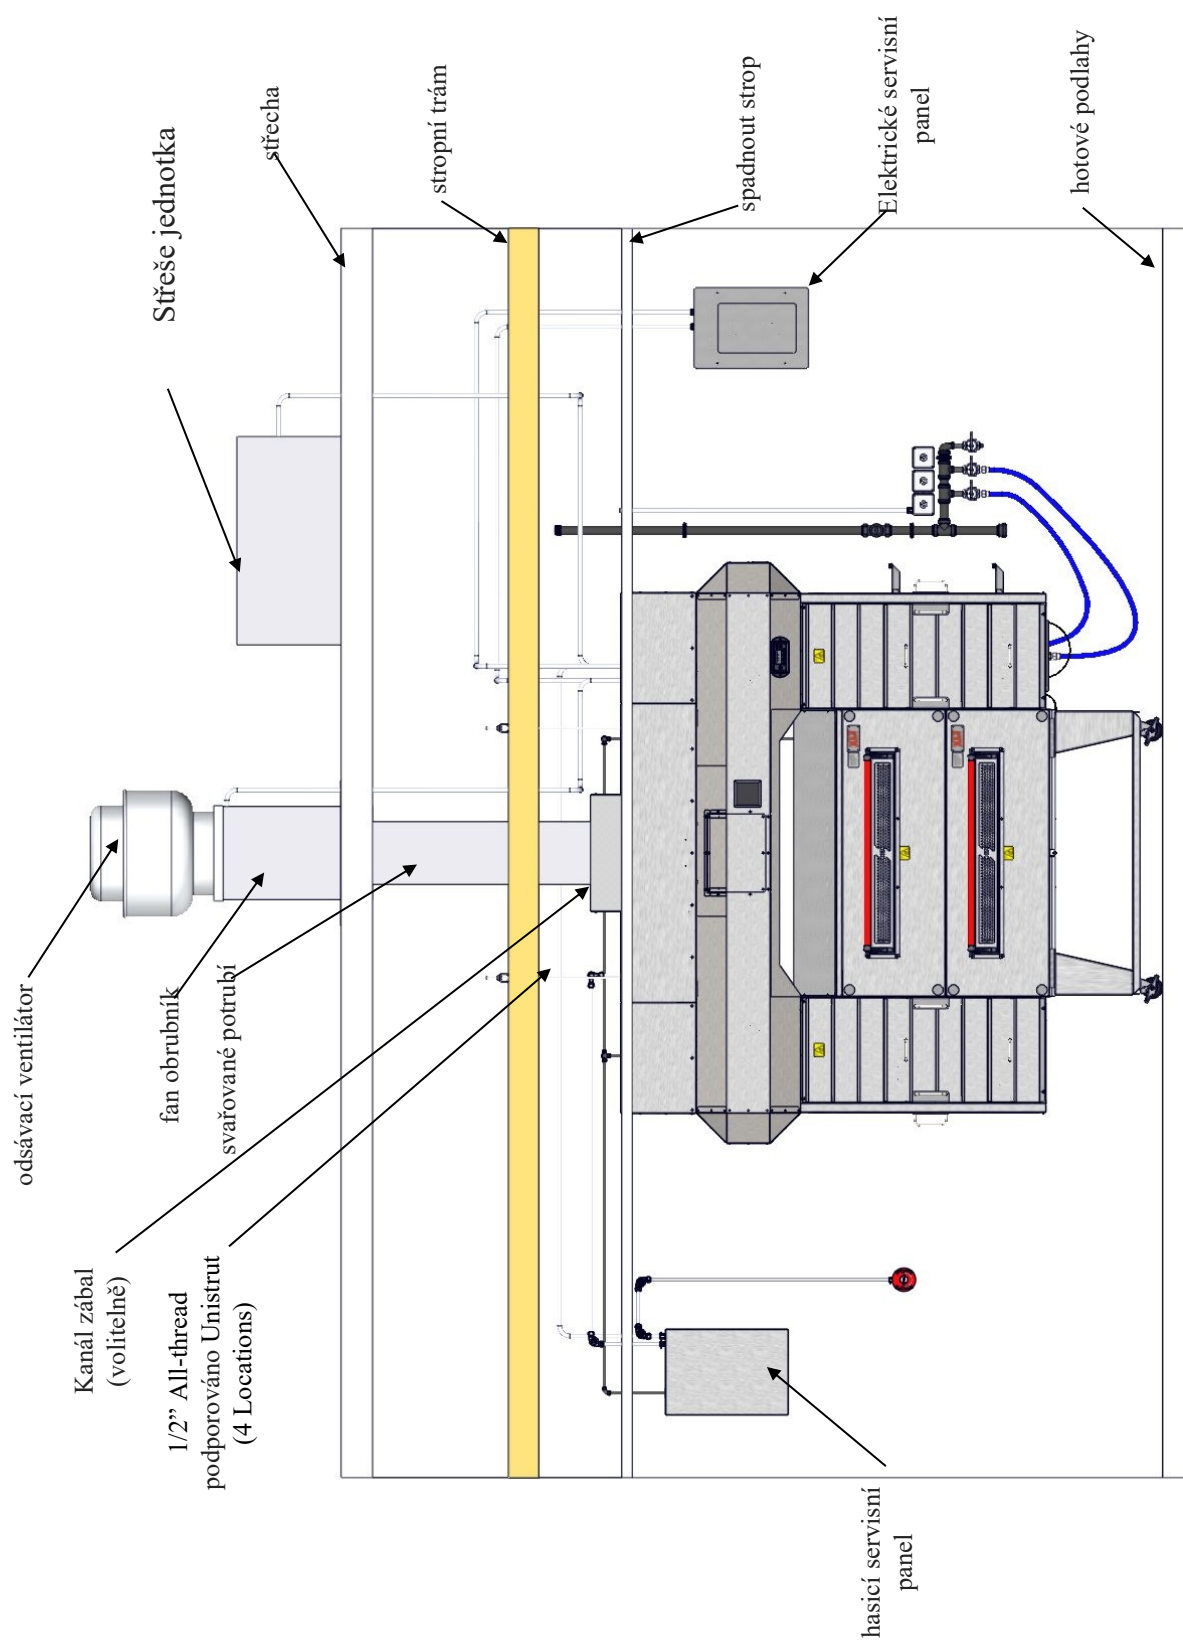 odsávací ventilátor
fan obrubník
svařované potrubí
Kanál zábal
(volitelně)
1/2” All-thread
podporováno Unistrut
(4 Locations)
hasicí servisní
panel
Střeše jednotka
střecha
stropní trám
spadnout strop
Elektrické servisní
panel
hotové podlahy